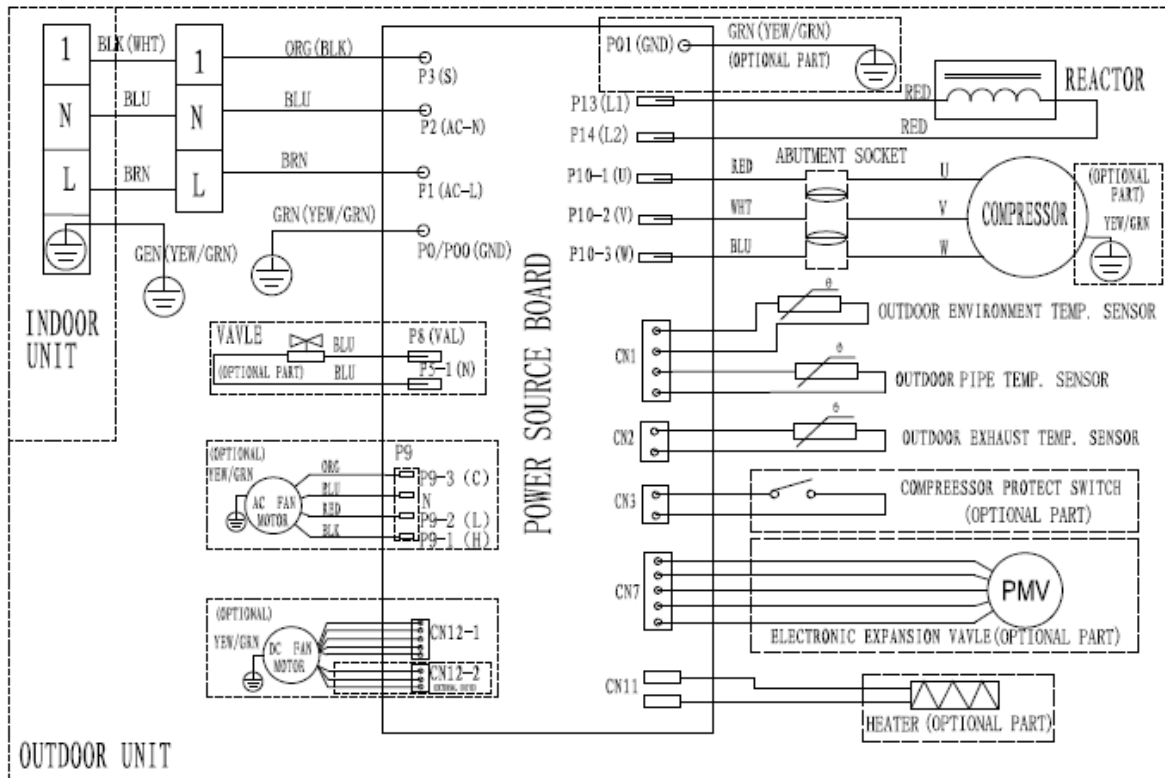 1
N
L
BLK(WHT)
BLU
BRN
GEN(YEW/GRN)
1
N
L
ORG(BLK)
BLU
BRN
GRN(YEW/GRN)
P3(S)
P2(AC-N)
P1(AC-L)
P0/P00(GND)
INDOOR
UNIT
VAVLE
(OPTIONAL PART)
BLU
BLU
P8(VAL)
P5-1(N)
(OPTIONAL)
YEW/GRN
AC FAN
MOTOR
ORG
BLU
RED
BLK
P9
P9-3 (C)
N
P9-2 (L)
P9-1 (H)
(OPTIONAL)
YEW/GRN
DC FAN
MOTOR
CN12-1
CN12-2
OUTDOOR UNIT
POWER SOURCE BOARD
P01(GND)
GRN(YEW/GRN)
(OPTIONAL PART)
P13(L1)
RED
REACTOR
P14(L2)
RED
ABUTMENT SOCKET
P10-1(U)
RED
U
P10-2(V)
WHT
V
P10-3(W)
BLU
W
COMPRESSOR
(OPTIONAL
PART)
YEW/GRN
CN1
θ
OUTDOOR ENVIRONMENT TEMP. SENSOR
θ
OUTDOOR PIPE TEMP. SENSOR
CN2
θ
OUTDOOR EXHAUST TEMP. SENSOR
CN3
COMPREESSOR PROTECT SWITCH
(OPTIONAL PART)
CN7
PMV
ELECTRONIC EXPANSION VAVLE(OPTIONAL PART)
CN11
HEATER(OPTIONAL PART)